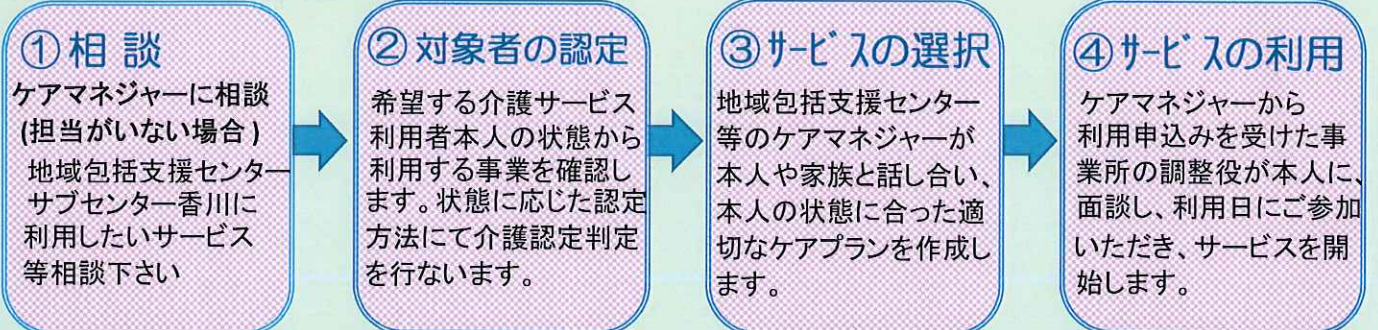 ①相 談
ケアマネジャーに相談
(担当がいない場合)
地域包括支援センター
サブセンター香川に
利用したいサービス
等相談下さい
②対象者の認定
希望する介護サービス
利用者本人の状態から
利用する事業を確認し
ます。状態に応じた認定
方法にて介護認定判定
を行ないます。
③サービスの選択
地域包括支援センター
等のケアマネジャーが
本人や家族と話し合い、
本人の状態に合った適
切なケアプランを作成し
ます。
④サービスの利用
ケアマネジャーから
利用申込みを受けた事
業所の調整役が本人に、
面談し、利用日にご参加
いただき、サービスを開
始します。